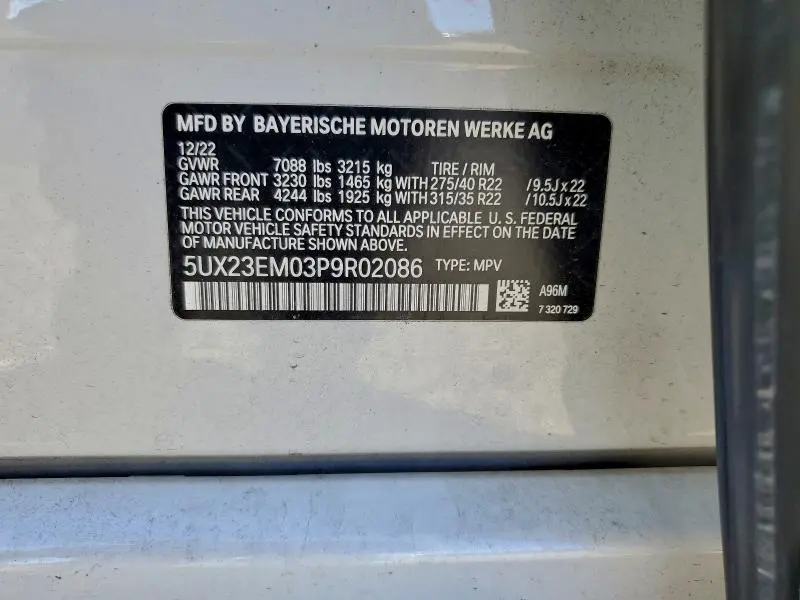 MFD BY BAYERISCHE MOTOREN WERKE AG
12/22
GVWR 7088 lbs 3215 kg TIRE / RIM
GAWR FRONT 3230 lbs 1465 kg WITH 275/40 R22 / 9.5J x 22
GAWR REAR 4244 lbs 1925 kg WITH 315/35 R22 / 10.5J x 22
THIS VEHICLE CONFORMS TO ALL APPLICABLE U. S. FEDERAL
MOTOR VEHICLE SAFETY STANDARDS IN EFFECT ON THE DATE
OF MANUFACTURE SHOWN ABOVE.
5UX23EM03P9R02086 TYPE: MPV
A96M
7 320 729